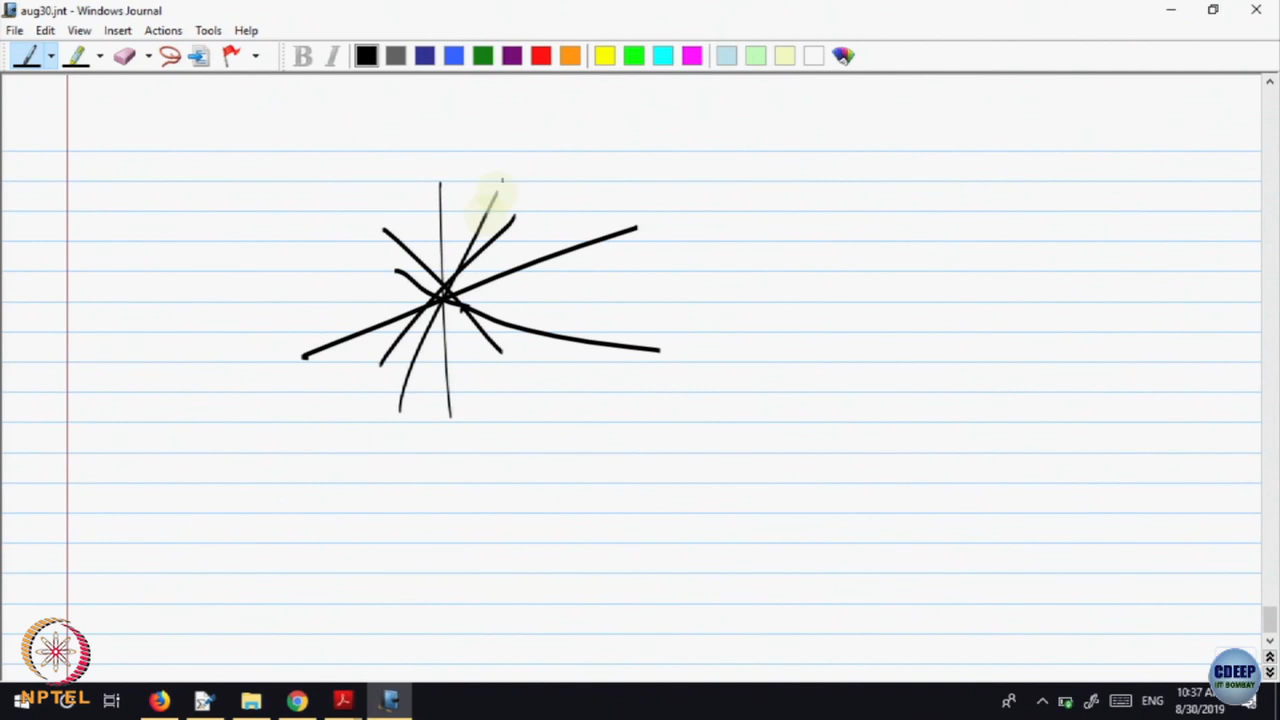 aug30.jnt - Windows Journal
File Edit View Insert Actions Tools Help
B I
NPTEL
CDEEP
IIT BOMBAY
ENG
10:37 A
8/30/2019